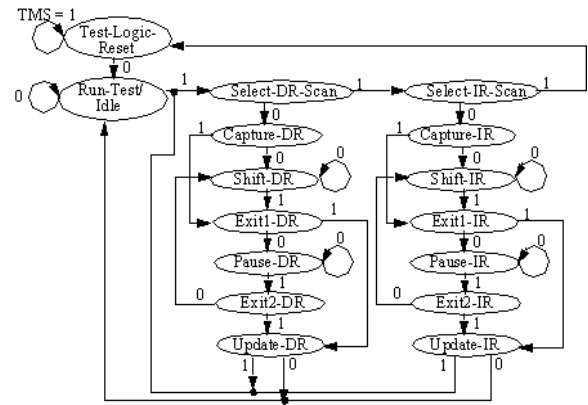 TMS = 1
Test-Logic-
Reset
0
0
Run-Test/
Idle
1
Select-DR-Scan
1
Select-IR-Scan
1
0
0
1
Capture-DR
1
Capture-IR
0
0
0
0
Shift-DR
Shift-IR
1
1
Exit1-DR
1
Exit1-IR
1
0
0
0
0
Pause-DR
Pause-IR
1
1
0
Exit2-DR
0
Exit2-IR
1
1
Update-DR
Update-IR
1
0
1
0